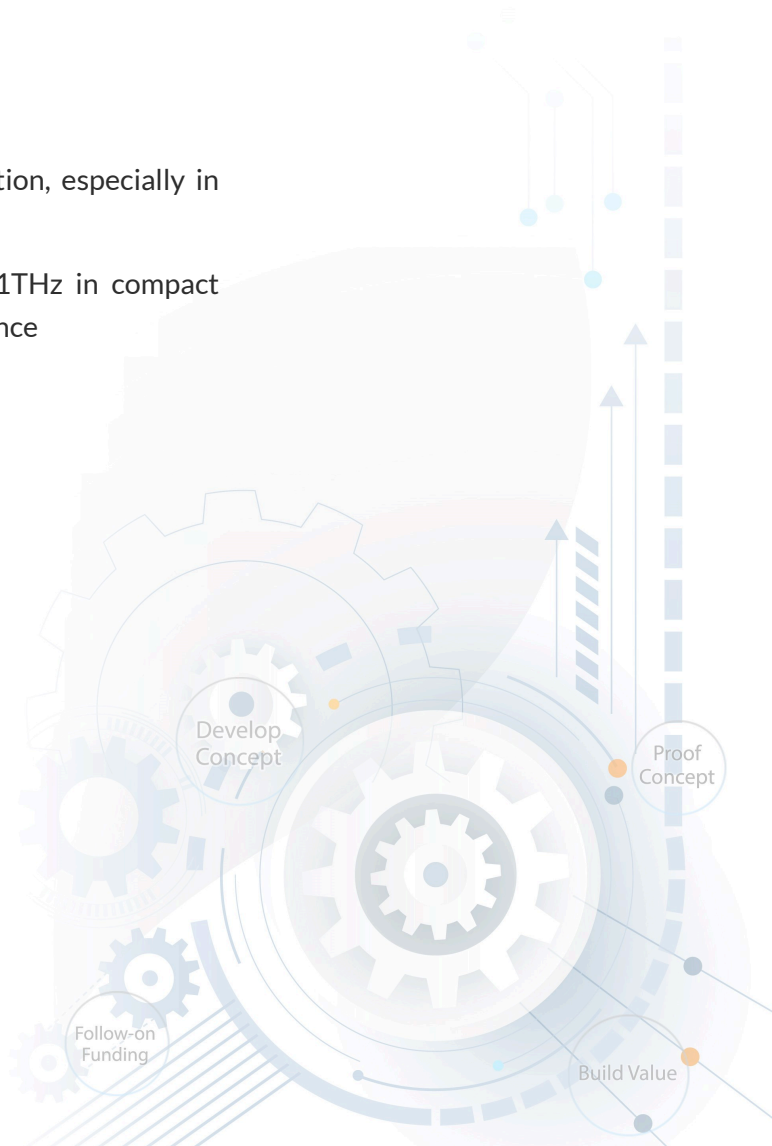 tion, especially in
1THz in compact
nce
Develop
Concept
Proof
Concept
Follow-on
Funding
Build Value